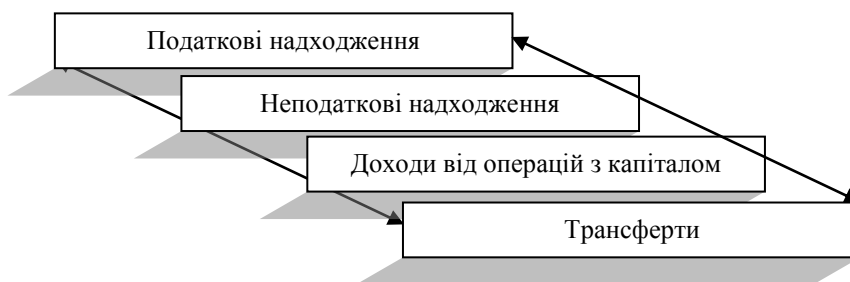 Податкові надходження
Неподаткові надходження
Доходи від операцій з капіталом
Трансферти